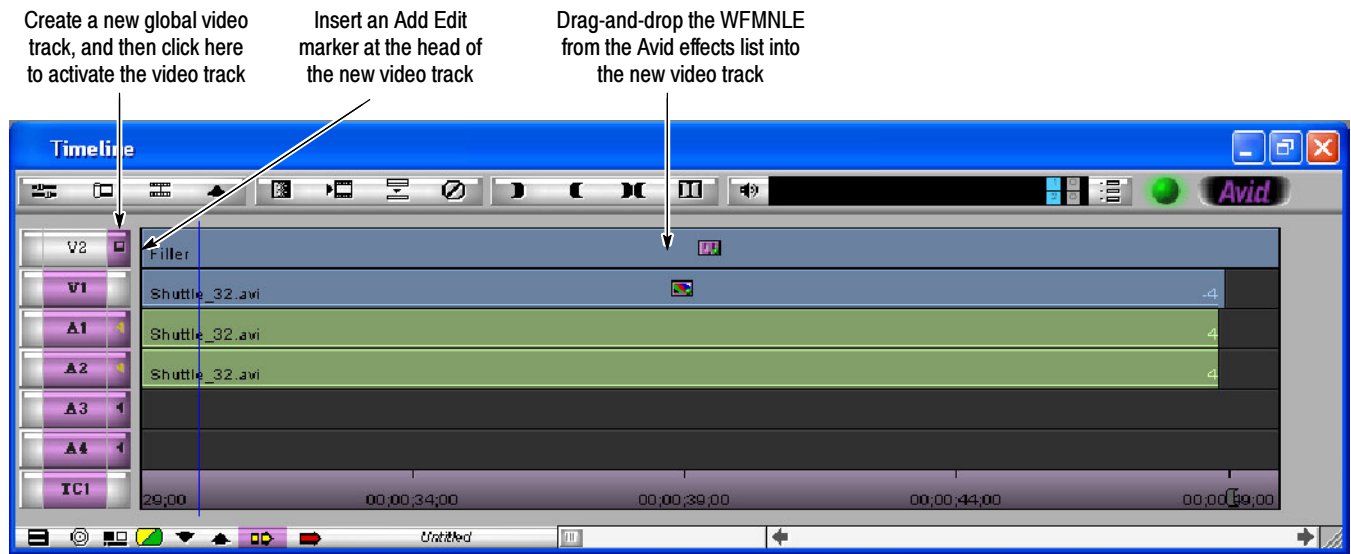 Create a new global video
track, and then click here
to activate the video track
Insert an Add Edit
marker at the head of
the new video track
Drag-and-drop the WFMNLE
from the Avid effects list into
the new video track
Timeline
Avid
V2
Filler
V1
Shuttle_32.avi
-4
A1
Shuttle_32.avi
4
A2
Shuttle_32.avi
4
A3
A4
TC1
29;00
00;00;34;00
00;00;39;00
00;00;44;00
Untitled